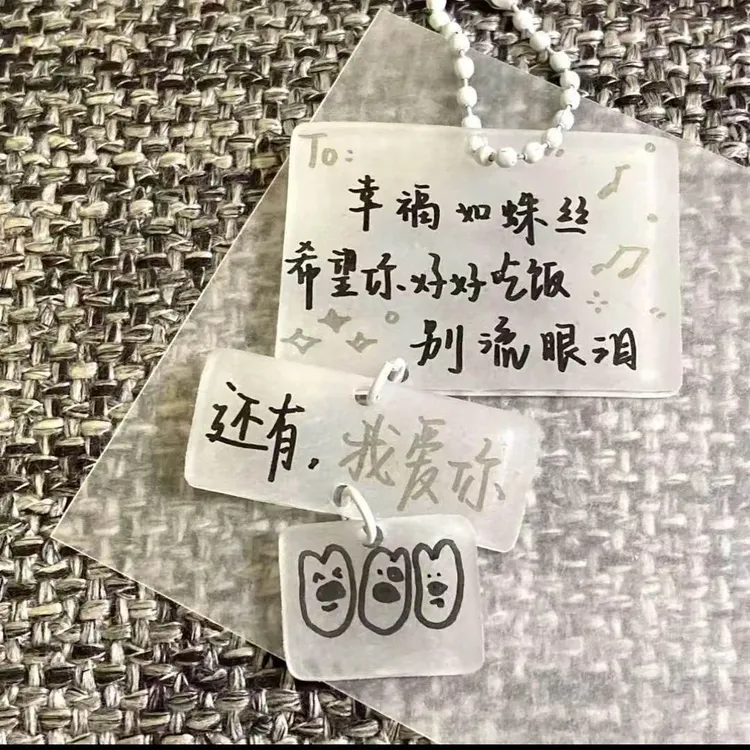 To:
幸福如蛛丝
希望你好好吃饭
别流眼泪
还有,我爱你